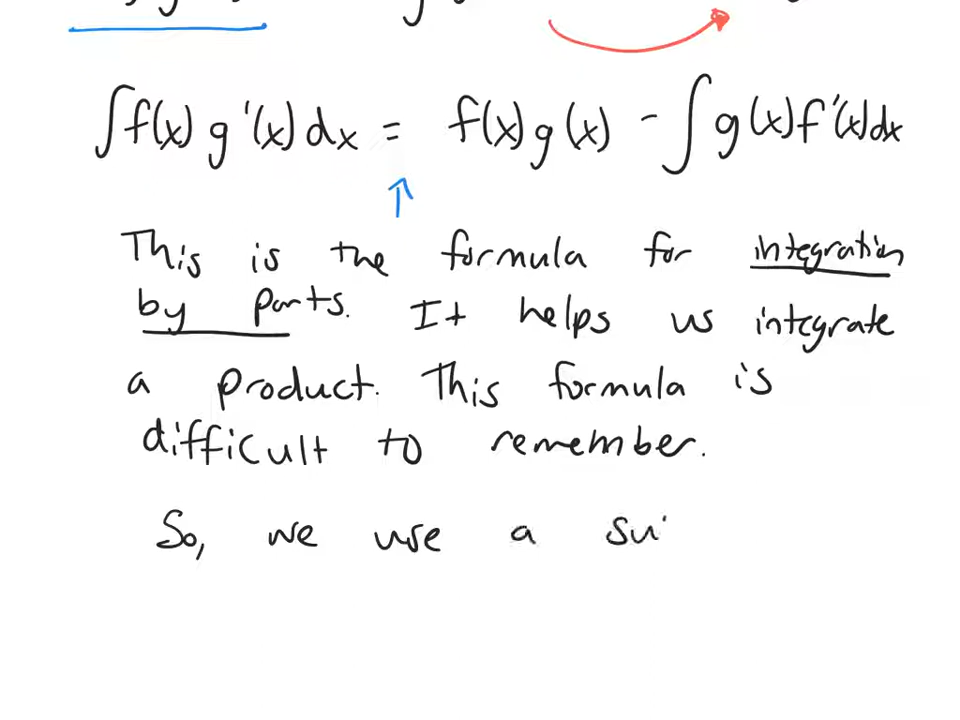 ∫f(x)g'(x)dx = f(x)g(x) - ∫g(x)f'(x)dx
This is the formula for integration
by parts. It helps us integrate
a product. This formula is
difficult to remember.
So, we use a